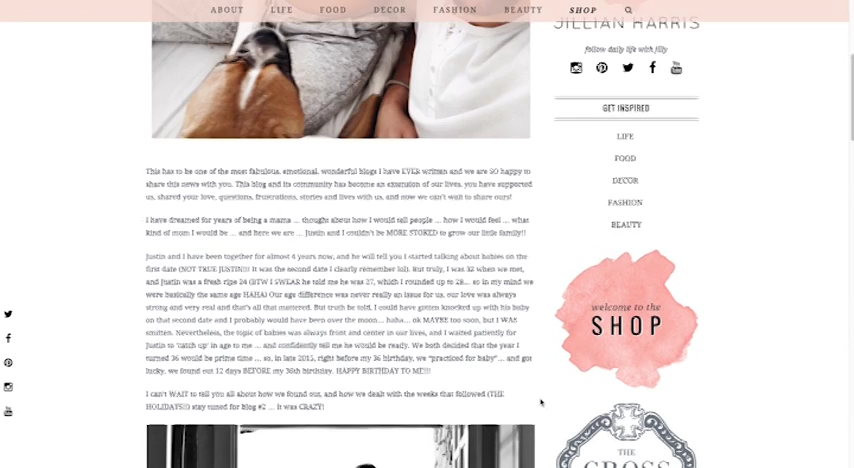 ABOUT LIFE FOOD DECOR FASHION BEAUTY SHOP
JILLIAN HARRIS
follow daily life with jilly
GET INSPIRED
LIFE
FOOD
DECOR
FASHION
BEAUTY
welcome to the
SHOP
THE
CROSS
This has to be one of the most fabulous, emotional, wonderful blogs I have EVER written and we are SO happy to
share this news with you. This blog and its community has become an extension of our lives, you have supported
us, shared your love, questions, frustrations, stories and lives with us, and now we can't wait to share ours!
I have dreamed for years of being a mama ... thought about how I would tell people ... how I would feel ... what
kind of mom I would be ... and here we are ... Justin and I couldn't be MORE STOKED to grow our little family!!
Justin and I have been together for almost 4 years now, and he will tell you I started talking about babies on the
first date (NOT TRUE JUSTIN!!! It was the second date I clearly remember lol). But truly, I was 32 when we met,
and Justin was a fresh ripe 24 (BTW I SWEAR he told me he was 27, which I rounded up to 28... so in my mind we
were basically the same age HAHA) Our age difference was never really an issue for us, our love was always
strong and very real and that's all that mattered. But truth be told, I could have gotten knocked up with his baby
on that second date and I probably would have been over the moon... haha... ok MAYBE too soon, but I WAS
smitten. Nevertheless, the topic of babies was always front and center in our lives, and I waited patiently for
Justin to 'catch up' in age to me ... and confidently tell me he would be ready. We both decided that the year I
turned 36 would be prime time ... so, in late 2015, right before my 36 birthday, we "practiced for baby"... and got
lucky, we found out 12 days BEFORE my 36th birthday. HAPPY BIRTHDAY TO ME!!!!
I can't WAIT to tell you all about how we found out, and how we dealt with the weeks that followed (THE
HOLIDAYS!!) stay tuned for blog #2 ... it was CRAZY!